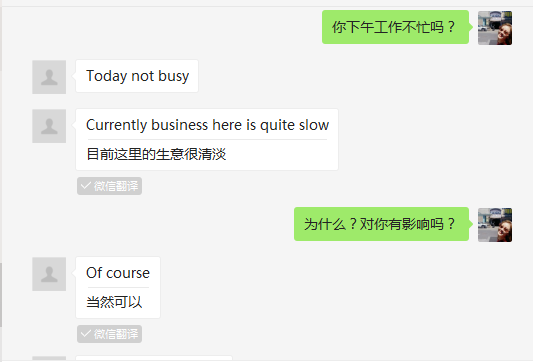 你下午工作不忙吗？
Today not busy
Currently business here is quite slow
目前这里的生意很清淡
微信翻译
为什么？对你有影响吗？
Of course
当然可以
微信翻译